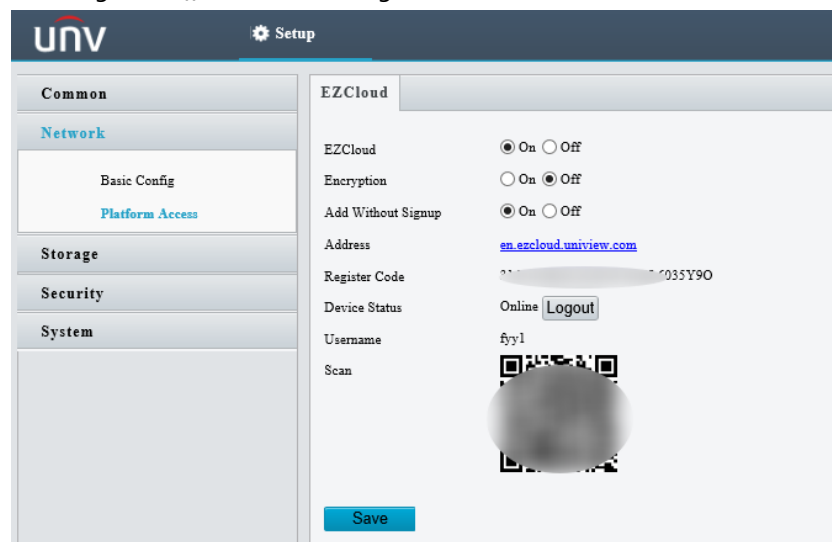 unv
Setup
Common
Network
Basic Config
Platform Access
Storage
Security
System
EZCloud
EZCloud On Off
Encryption On Off
Add Without Signup On Off
Address en.ezcloud.uniview.com
Register Code 6035Y9O
Device Status Online Logout
Username fyy1
Scan
Save